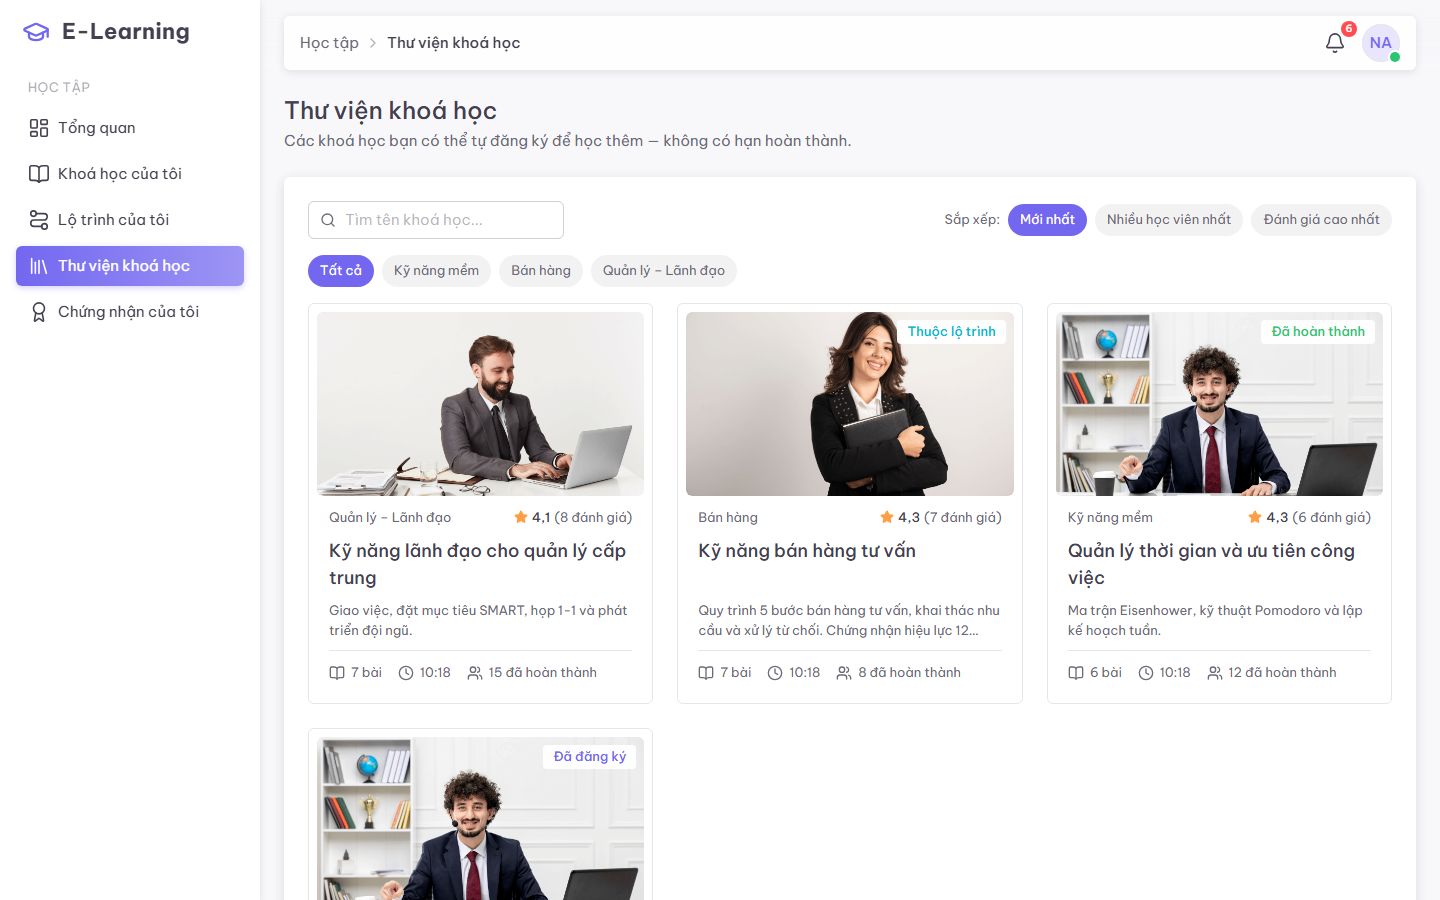 E-Learning
HỌC TẬP
Tổng quan
Khoá học của tôi
Lộ trình của tôi
Thư viện khoá học
Chứng nhận của tôi
Học tập > Thư viện khoá học
6
NA
Thư viện khoá học
Các khoá học bạn có thể tự đăng ký để học thêm — không có hạn hoàn thành.
Tìm tên khoá học...
Sắp xếp: Mới nhất Nhiều học viên nhất Đánh giá cao nhất
Tất cả Kỹ năng mềm Bán hàng Quản lý – Lãnh đạo
Quản lý – Lãnh đạo 4,1 (8 đánh giá)
Kỹ năng lãnh đạo cho quản lý cấp
trung
Giao việc, đặt mục tiêu SMART, họp 1-1 và phát
triển đội ngũ.
7 bài 10:18 15 đã hoàn thành
Thuộc lộ trình
Bán hàng 4,3 (7 đánh giá)
Kỹ năng bán hàng tư vấn
Quy trình 5 bước bán hàng tư vấn, khai thác nhu
cầu và xử lý từ chối. Chứng nhận hiệu lực 12...
7 bài 10:18 8 đã hoàn thành
Đã hoàn thành
Kỹ năng mềm 4,3 (6 đánh giá)
Quản lý thời gian và ưu tiên công
việc
Ma trận Eisenhower, kỹ thuật Pomodoro và lập
kế hoạch tuần.
6 bài 10:18 12 đã hoàn thành
Đã đăng ký